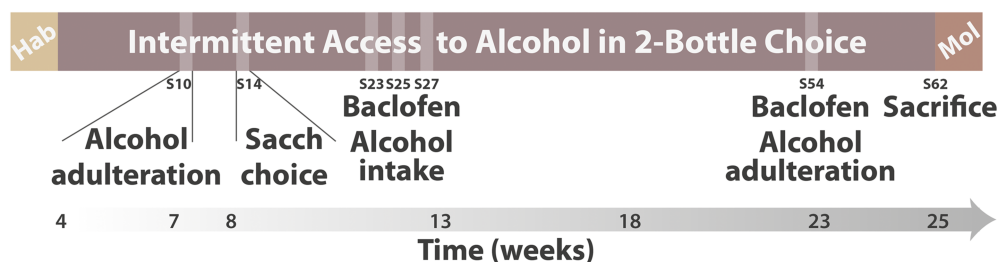 Hab
Intermittent Access to Alcohol in 2-Bottle Choice
Mol
S10
S14
S23 S25 S27
S54
S62
Baclofen
Baclofen
Sacrifice
Alcohol
adulteration
Sacch
choice
Alcohol
intake
Alcohol
adulteration
4 7 8 13 18 23 25
Time (weeks)